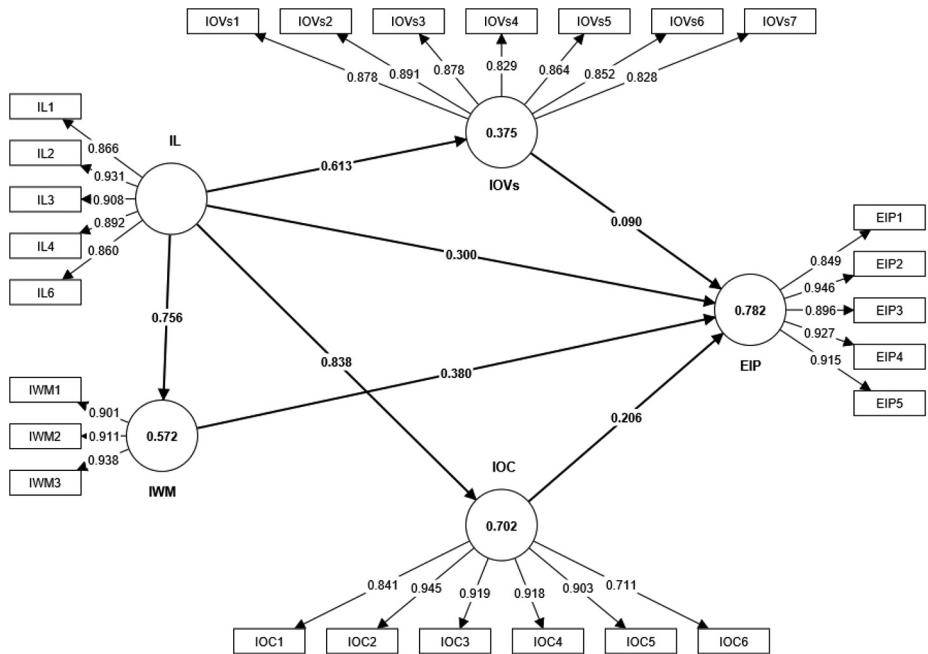 IOVs1 IOVs2 IOVs3 IOVs4 IOVs5 IOVs6 IOVs7
0.878 0.891 0.878 0.829 0.864 0.852 0.828
IL1
IL2
IL3
IL4
IL6
0.866
0.931
0.908
0.892
0.860
IL
0.375
IOVs
0.613
0.090
0.300
0.756
0.838
0.380
0.206
EIP1
EIP2
EIP3
EIP4
EIP5
0.849
0.946
0.896
0.927
0.915
0.782
EIP
IWM1
IWM2
IWM3
0.901
0.911
0.938
0.572
IWM
IOC
0.702
0.841 0.945 0.919 0.918 0.903 0.711
IOC1 IOC2 IOC3 IOC4 IOC5 IOC6